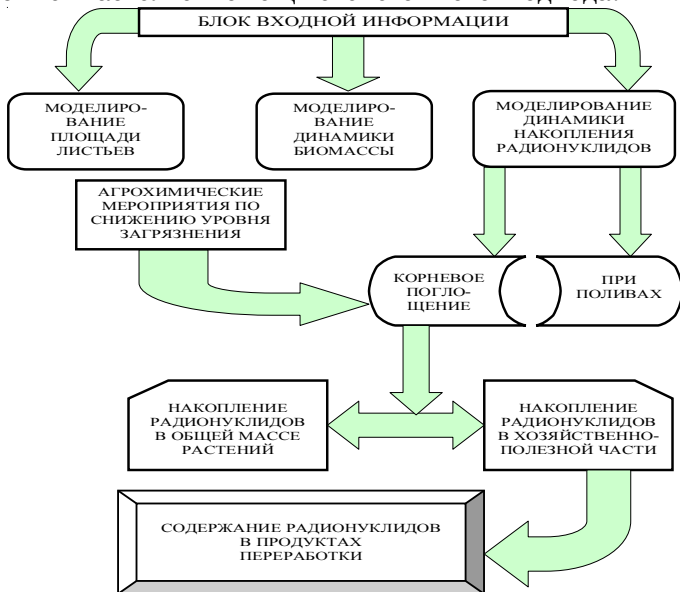 БЛОК ВХОДНОЙ ИНФОРМАЦИИ
МОДЕЛИРО-
ВАНИЕ
ПЛОЩАДИ
ЛИСТЬЕВ
МОДЕЛИРО-
ВАНИЕ
ДИНАМИКИ
БИОМАССЫ
МОДЕЛИРОВАНИЕ
ДИНАМИКИ
НАКОПЛЕНИЯ
РАДИОНУКЛИДОВ
АГРОХИМИЧЕСКИЕ
МЕРОПРИЯТИЯ ПО
СНИЖЕНИЮ УРОВНЯ
ЗАГРЯЗНЕНИЯ
КОРНЕВОЕ
ПОГЛО-
ЩЕНИЕ
ПРИ
ПОЛИВАХ
НАКОПЛЕНИЕ
РАДИОНУКЛИДОВ
В ОБЩЕЙ МАССЕ
РАСТЕНИЙ
НАКОПЛЕНИЕ
РАДИОНУКЛИДОВ
В ХОЗЯЙСТВЕННО-
ПОЛЕЗНОЙ ЧАСТИ
СОДЕРЖАНИЕ РАДИОНУКЛИДОВ
В ПРОДУКТАХ
ПЕРЕРАБОТКИ